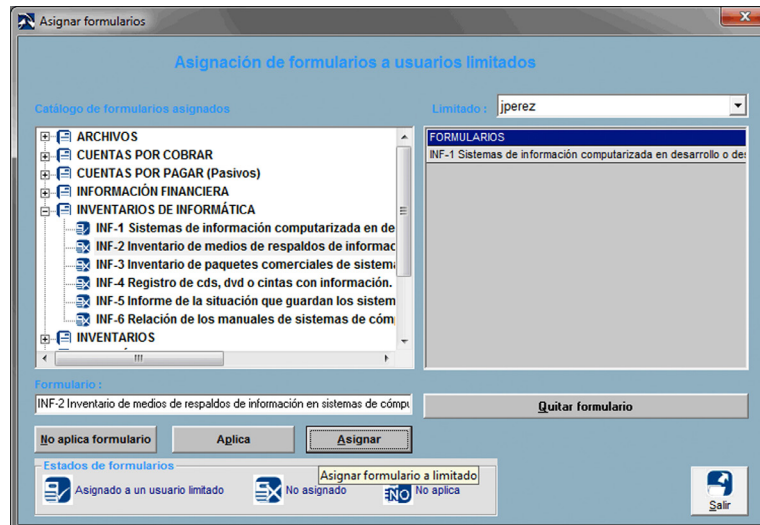 Asignar formularios
Asignación de formularios a usuarios limitados
Catálogo de formularios asignados
Limitado :
jperez
ARCHIVOS
CUENTAS POR COBRAR
CUENTAS POR PAGAR (Pasivos)
INFORMACIÓN FINANCIERA
INVENTARIOS DE INFORMÁTICA
INF-1 Sistemas de información computarizada en de
INF-2 Inventario de medios de respaldos de informac
INF-3 Inventario de paquetes comerciales de sistema
INF-4 Registro de cds, dvd o cintas con información.
INF-5 Informe de la situación que guardan los sistem
INF-6 Relación de los manuales de sistemas de cóm
INVENTARIOS
FORMULARIOS
INF-1 Sistemas de información computarizada en desarrollo o de
Formulario :
INF-2 Inventario de medios de respaldos de información en sistemas de cómpu
Quitar formulario
No aplica formulario
Aplica
Asignar
Asignar formulario a limitado
Estados de formularios
Asignado a un usuario limitado
No asignado
NO
No aplica
Salir